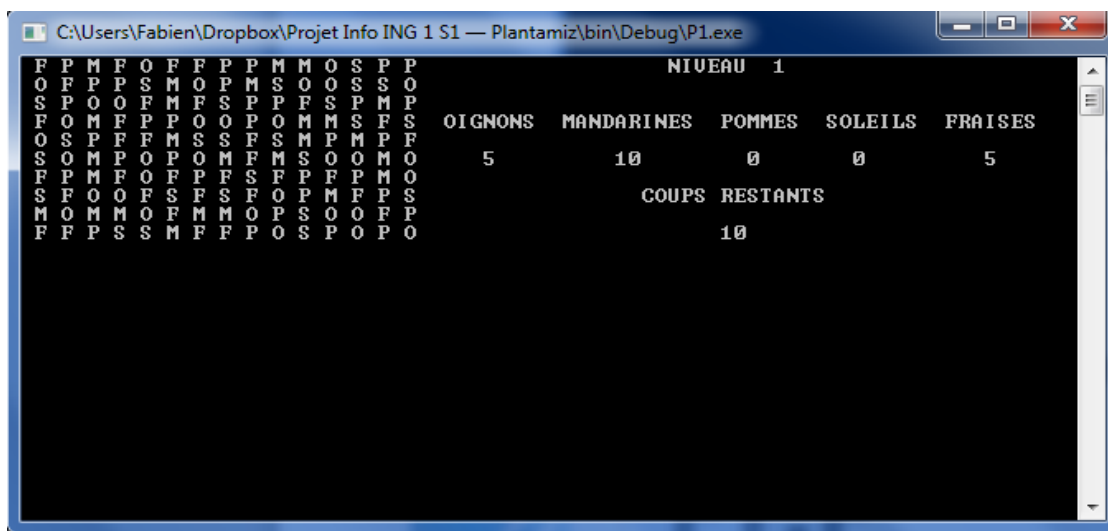 C:\Users\Fabien\Dropbox\Projet Info ING 1 S1 — Plantamiz\bin\Debug\P1.exe
F P M F O F F P P M M O S P P NIVEAU 1
O F P P S M O P M S O O S S O
S P O O F M F S P P F S P M P
F O M F P P O O P O M M S F S OIGNONS MANDARINES POMMES SOLEILS FRAISES
O S P F F M S S F S M P M P F
S O M P O P O M F M S O O M O 5 10 0 0 5
F P M F O F P F S F P F P M O
S F O O F S F S F O P M F P S COUPS RESTANTS
M O M M O F M M O P S O O F P
F F P S S M F F P O S P O P O 10